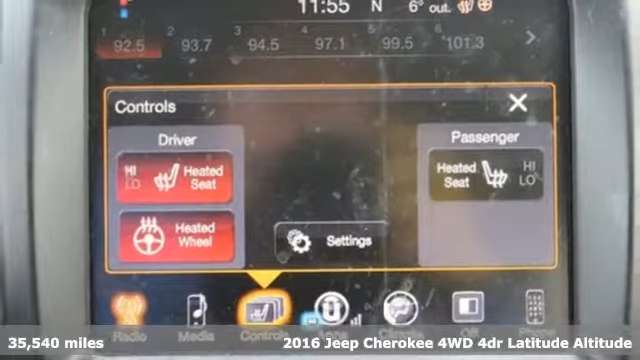 11:55 N 6° out.
1 92.5 2 93.7 3 94.5 4 97.1 5 99.5 6 101.3
Controls
Driver
Passenger
HI
LO
Heated
Seat
Heated
Seat
HI
LO
Heated
Wheel
Settings
Off
Radio Media Controls Climate Phone
35,540 miles
2016 Jeep Cherokee 4WD 4dr Latitude Altitude